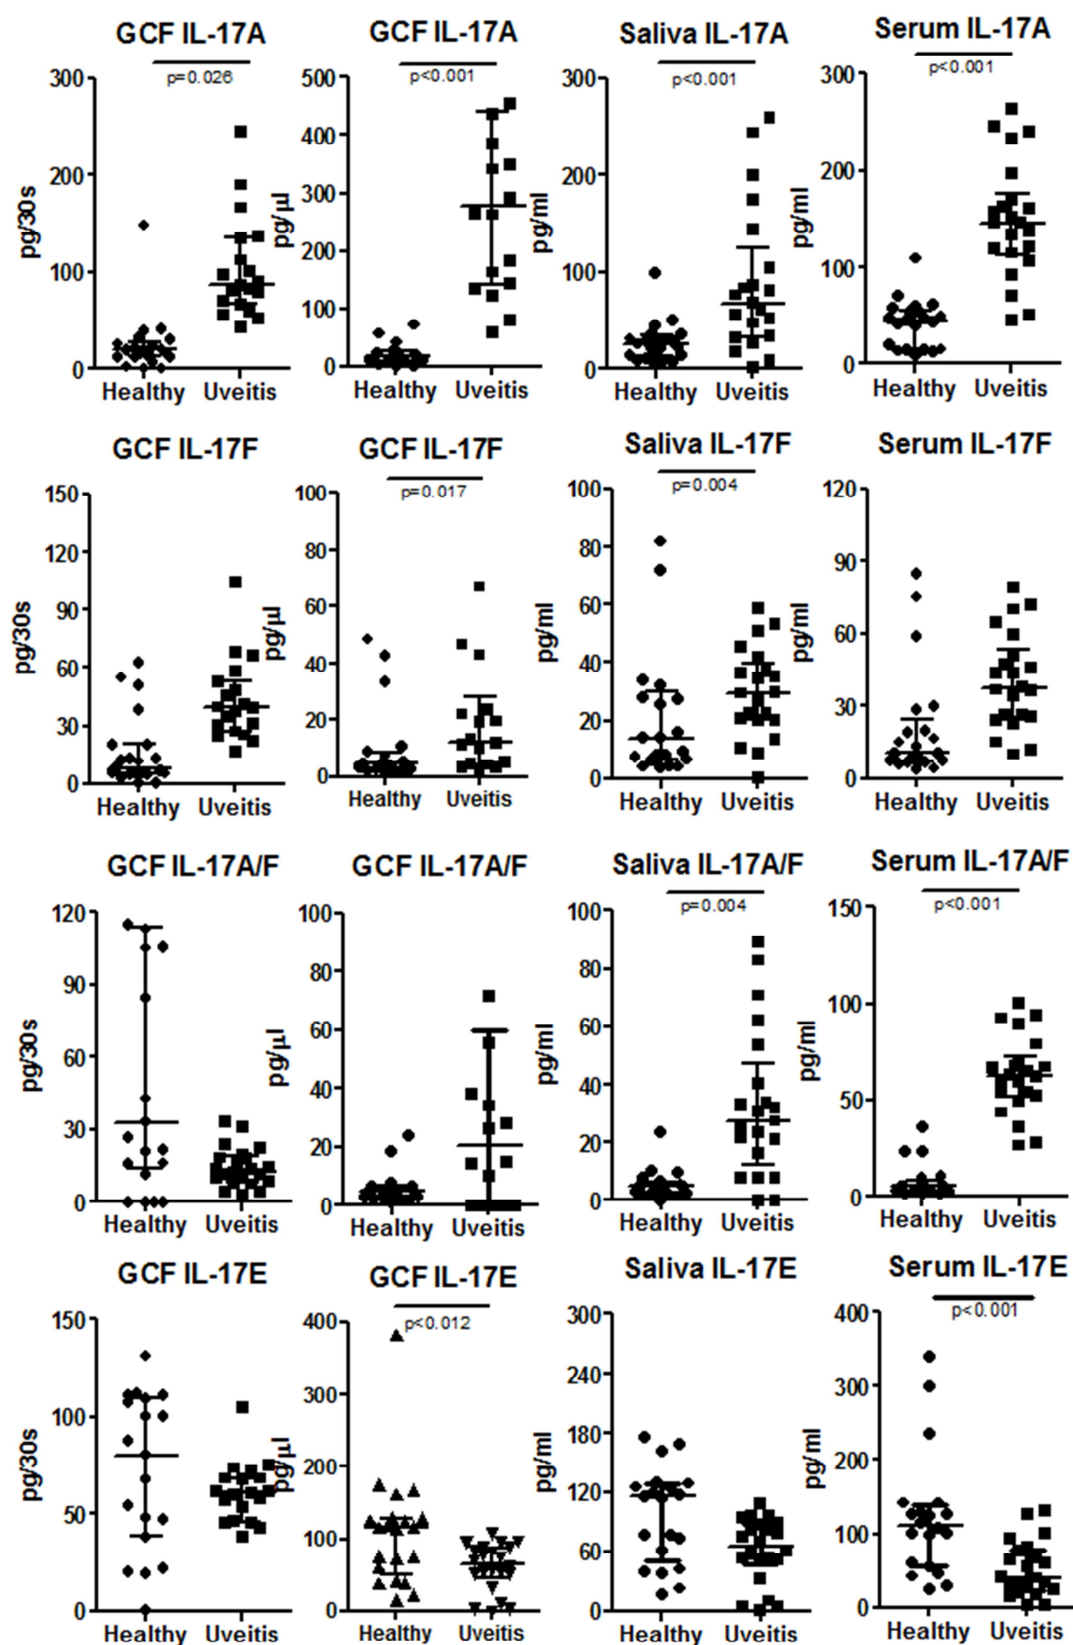 GCF IL-17A
p=0.026
pg/30s
300
200
100
0
Healthy Uveitis
GCF IL-17A
p<0.001
pg/µl
500
400
300
200
100
0
Healthy Uveitis
Saliva IL-17A
p<0.001
pg/ml
300
200
100
0
Healthy Uveitis
Serum IL-17A
p<0.001
pg/ml
300
200
100
0
Healthy Uveitis
GCF IL-17F
pg/30s
150
120
90
60
30
0
Healthy Uveitis
GCF IL-17F
p=0.017
pg/µl
100
80
60
40
20
0
Healthy Uveitis
Saliva IL-17F
p=0.004
pg/ml
100
80
60
40
20
0
Healthy Uveitis
Serum IL-17F
pg/ml
120
90
60
30
0
Healthy Uveitis
GCF IL-17A/F
pg/30s
120
90
60
30
0
Healthy Uveitis
GCF IL-17A/F
pg/µl
100
80
60
40
20
0
Healthy Uveitis
Saliva IL-17A/F
p=0.004
pg/ml
100
80
60
40
20
0
Healthy Uveitis
Serum IL-17A/F
p<0.001
pg/ml
150
100
50
0
Healthy Uveitis
GCF IL-17E
pg/30s
150
100
50
0
Healthy Uveitis
GCF IL-17E
p<0.012
pg/µl
400
300
200
100
0
Healthy Uveitis
Saliva IL-17E
pg/ml
300
240
180
120
60
0
Healthy Uveitis
Serum IL-17E
p<0.001
pg/ml
400
300
200
100
0
Healthy Uveitis